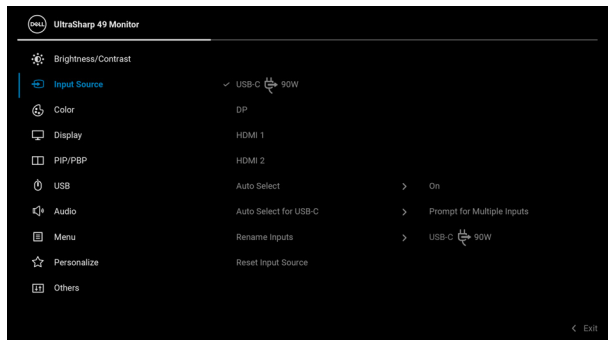 DELL UltraSharp 49 Monitor
Brightness/Contrast
Input Source USB-C 90W
Color DP
Display HDMI 1
PIP/PBP HDMI 2
USB Auto Select On
Audio Auto Select for USB-C Prompt for Multiple Inputs
Menu Rename Inputs USB-C 90W
Personalize Reset Input Source
Others
Exit